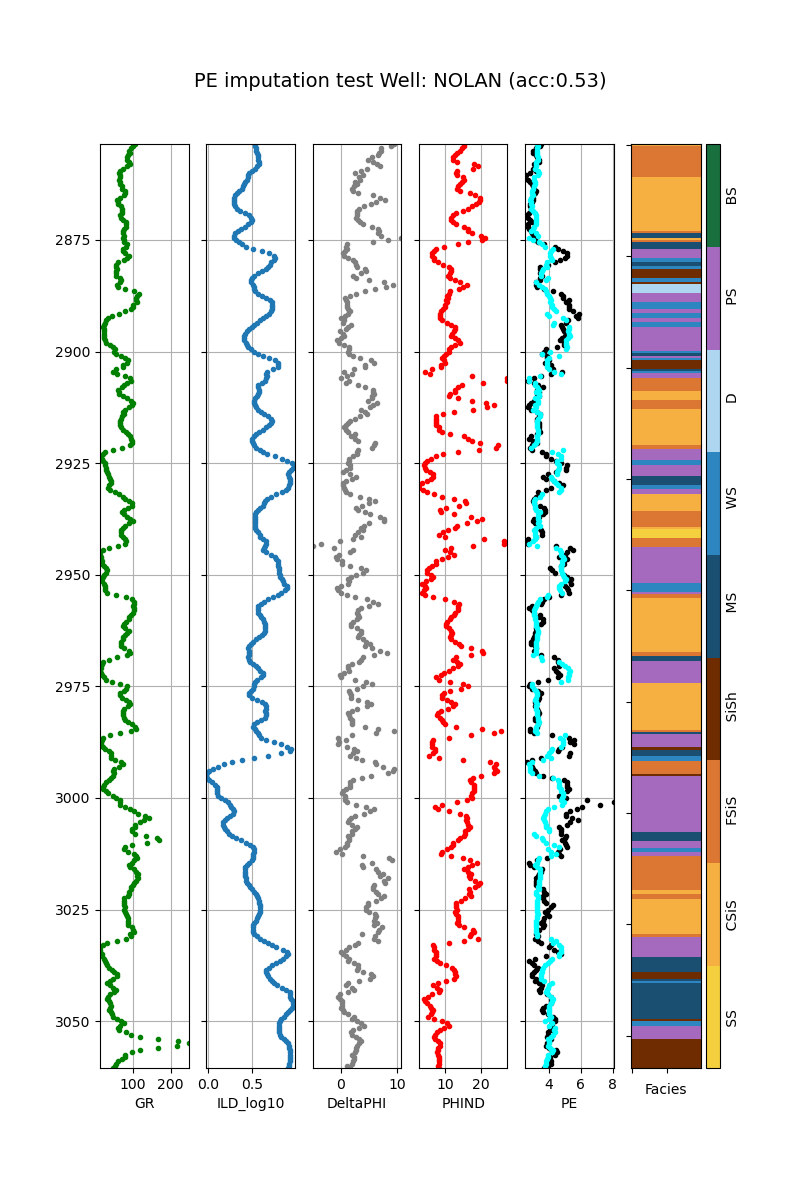 PE imputation test Well: NOLAN (acc:0.53)
2875
2900
2925
2950
2975
3000
3025
3050
100 200
0.0 0.5
0 10
10 20
4 6 8
GR
ILD_log10
DeltaPHI
PHIND
PE
Facies
BS
PS
D
WS
MS
SiSh
FSiS
CSiS
SS